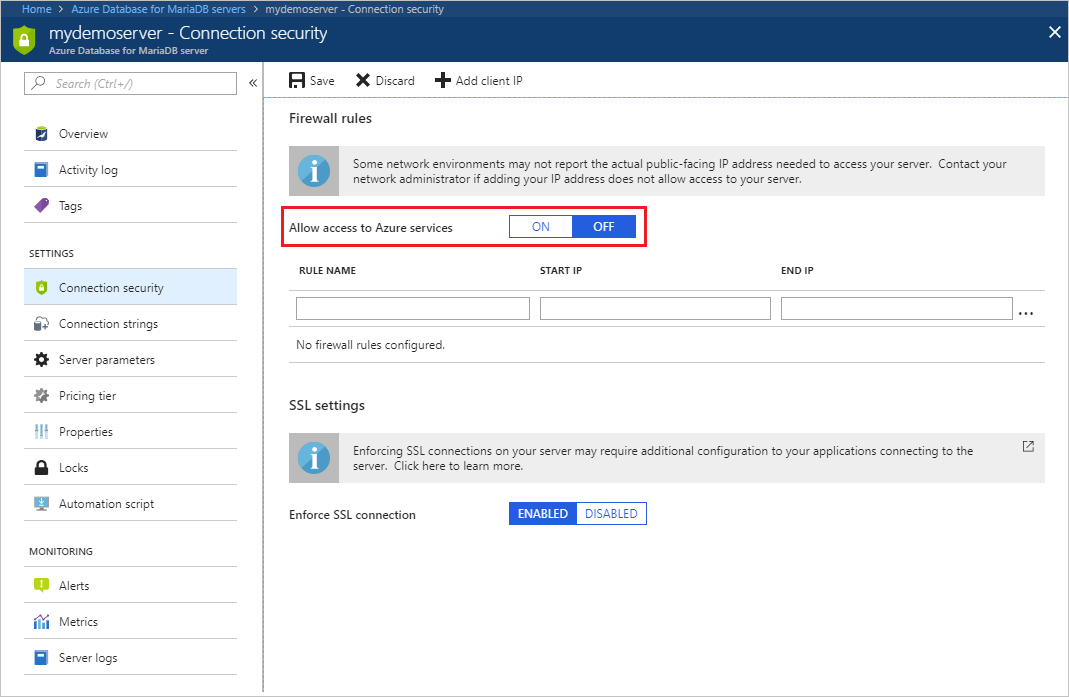 Home > Azure Database for MariaDB servers > mydemoserver - Connection security
mydemoserver - Connection security
Azure Database for MariaDB server
Search (Ctrl+/)
Overview
Activity log
Tags
SETTINGS
Connection security
Connection strings
Server parameters
Pricing tier
Properties
Locks
Automation script
MONITORING
Alerts
Metrics
Server logs
Save Discard Add client IP
Firewall rules
Some network environments may not report the actual public-facing IP address needed to access your server. Contact your
network administrator if adding your IP address does not allow access to your server.
Allow access to Azure services ON OFF
RULE NAME START IP END IP
...
No firewall rules configured.
SSL settings
Enforcing SSL connections on your server may require additional configuration to your applications connecting to the
server. Click here to learn more.
Enforce SSL connection ENABLED DISABLED